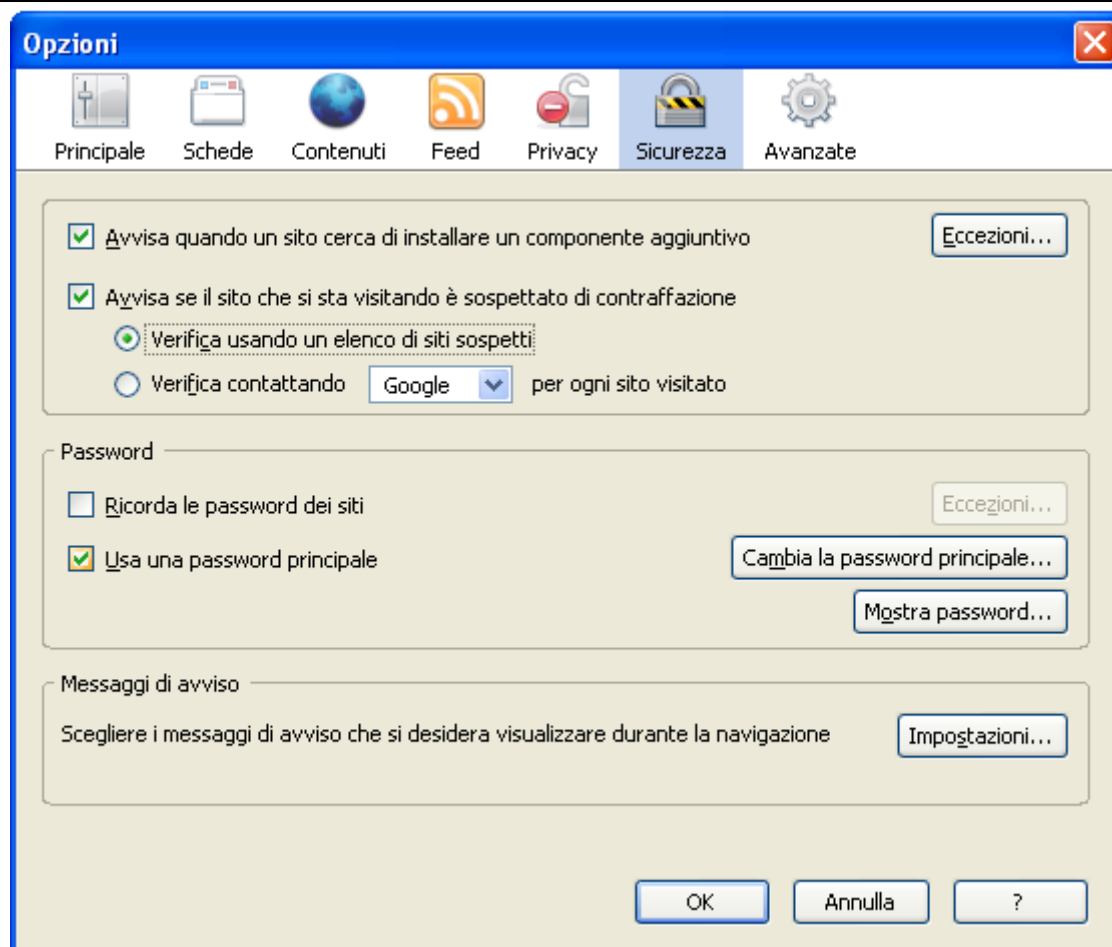 Opzioni
Principale Schede Contenuti Feed Privacy Sicurezza Avanzate
Avvisa quando un sito cerca di installare un componente aggiuntivo Eccezioni...
Avvisa se il sito che si sta visitando è sospettato di contraffazione
Verifica usando un elenco di siti sospetti
Verifica contattando Google per ogni sito visitato
Password
Ricorda le password dei siti Eccezioni...
Usa una password principale Cambia la password principale...
Mostra password...
Messaggi di avviso
Scegliere i messaggi di avviso che si desidera visualizzare durante la navigazione Impostazioni...
OK Annulla ?